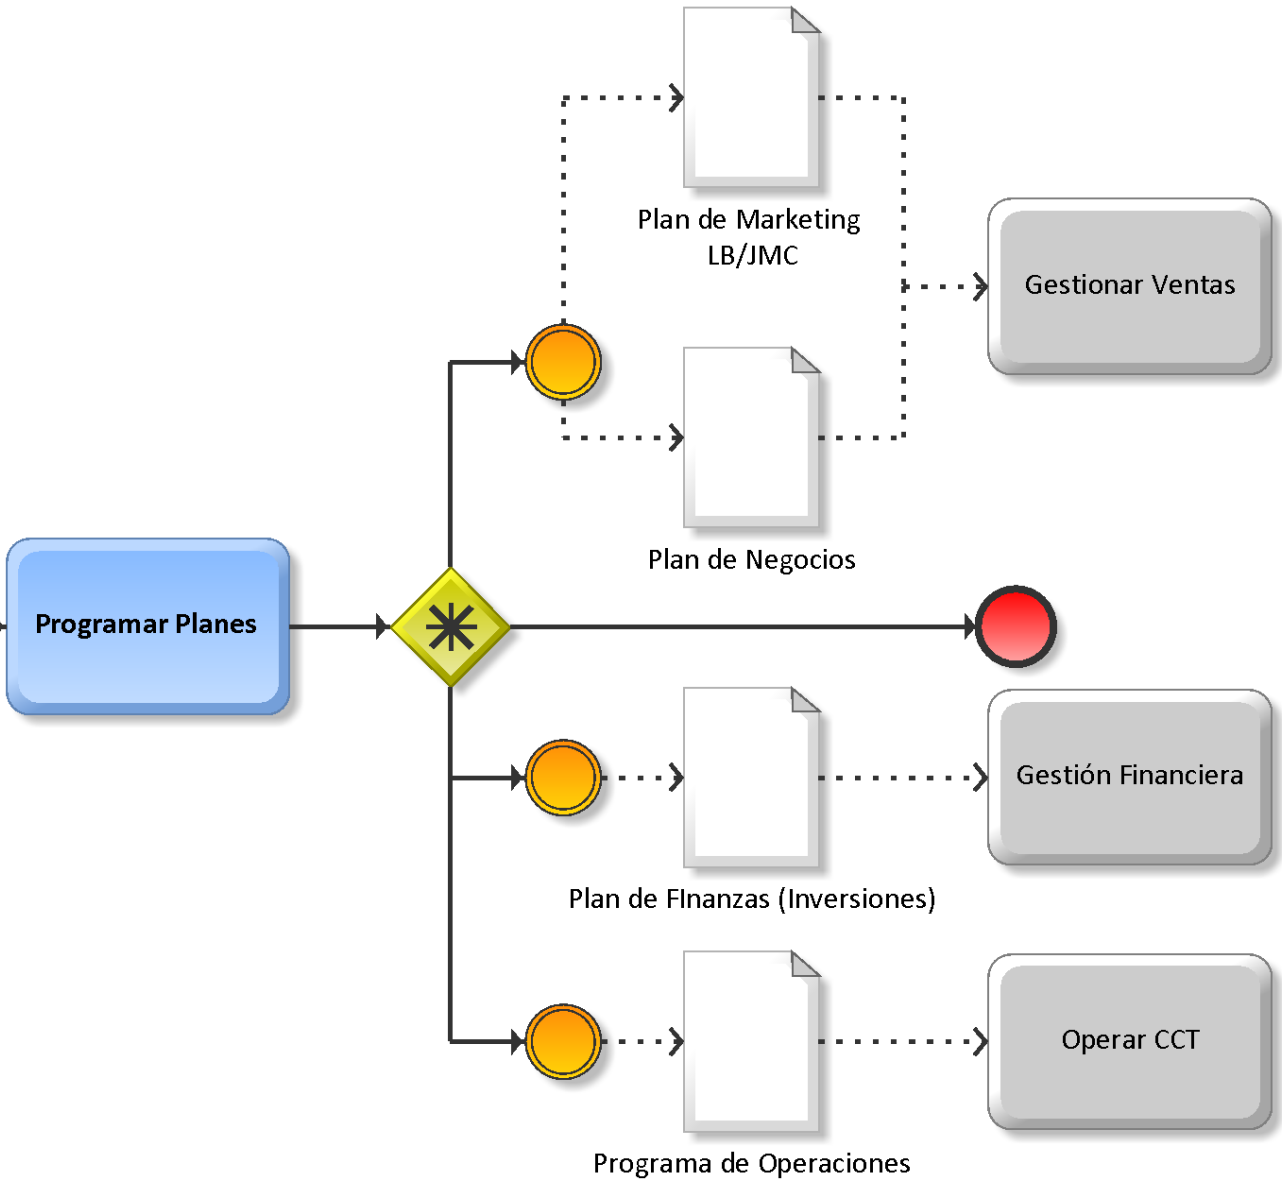 Plan de Marketing
LB/JMC
Gestionar Ventas
Plan de Negocios
Programar Planes
Gestión Financiera
Plan de FInanzas (Inversiones)
Operar CCT
Programa de Operaciones